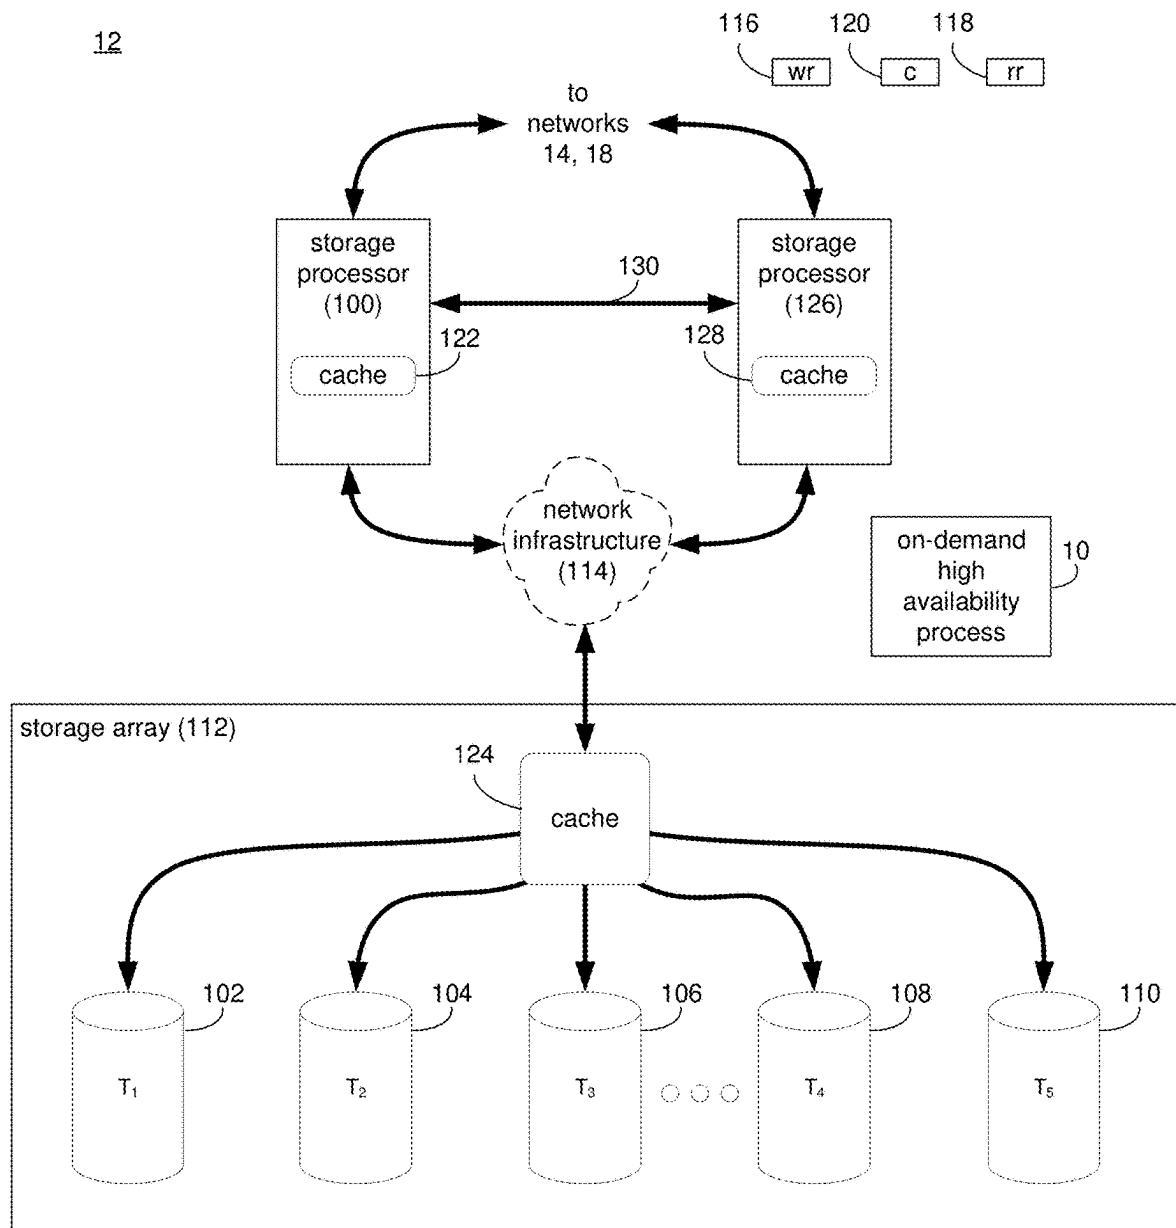 12
116
120
118
wr
c
rr
to
networks
14, 18
storage
processor
(100)
storage
processor
(126)
130
122
128
cache
cache
network
infrastructure
(114)
on-demand
high
availability
process
10
storage array (112)
124
cache
102
104
106
108
110
T1
T2
T3
T4
T5